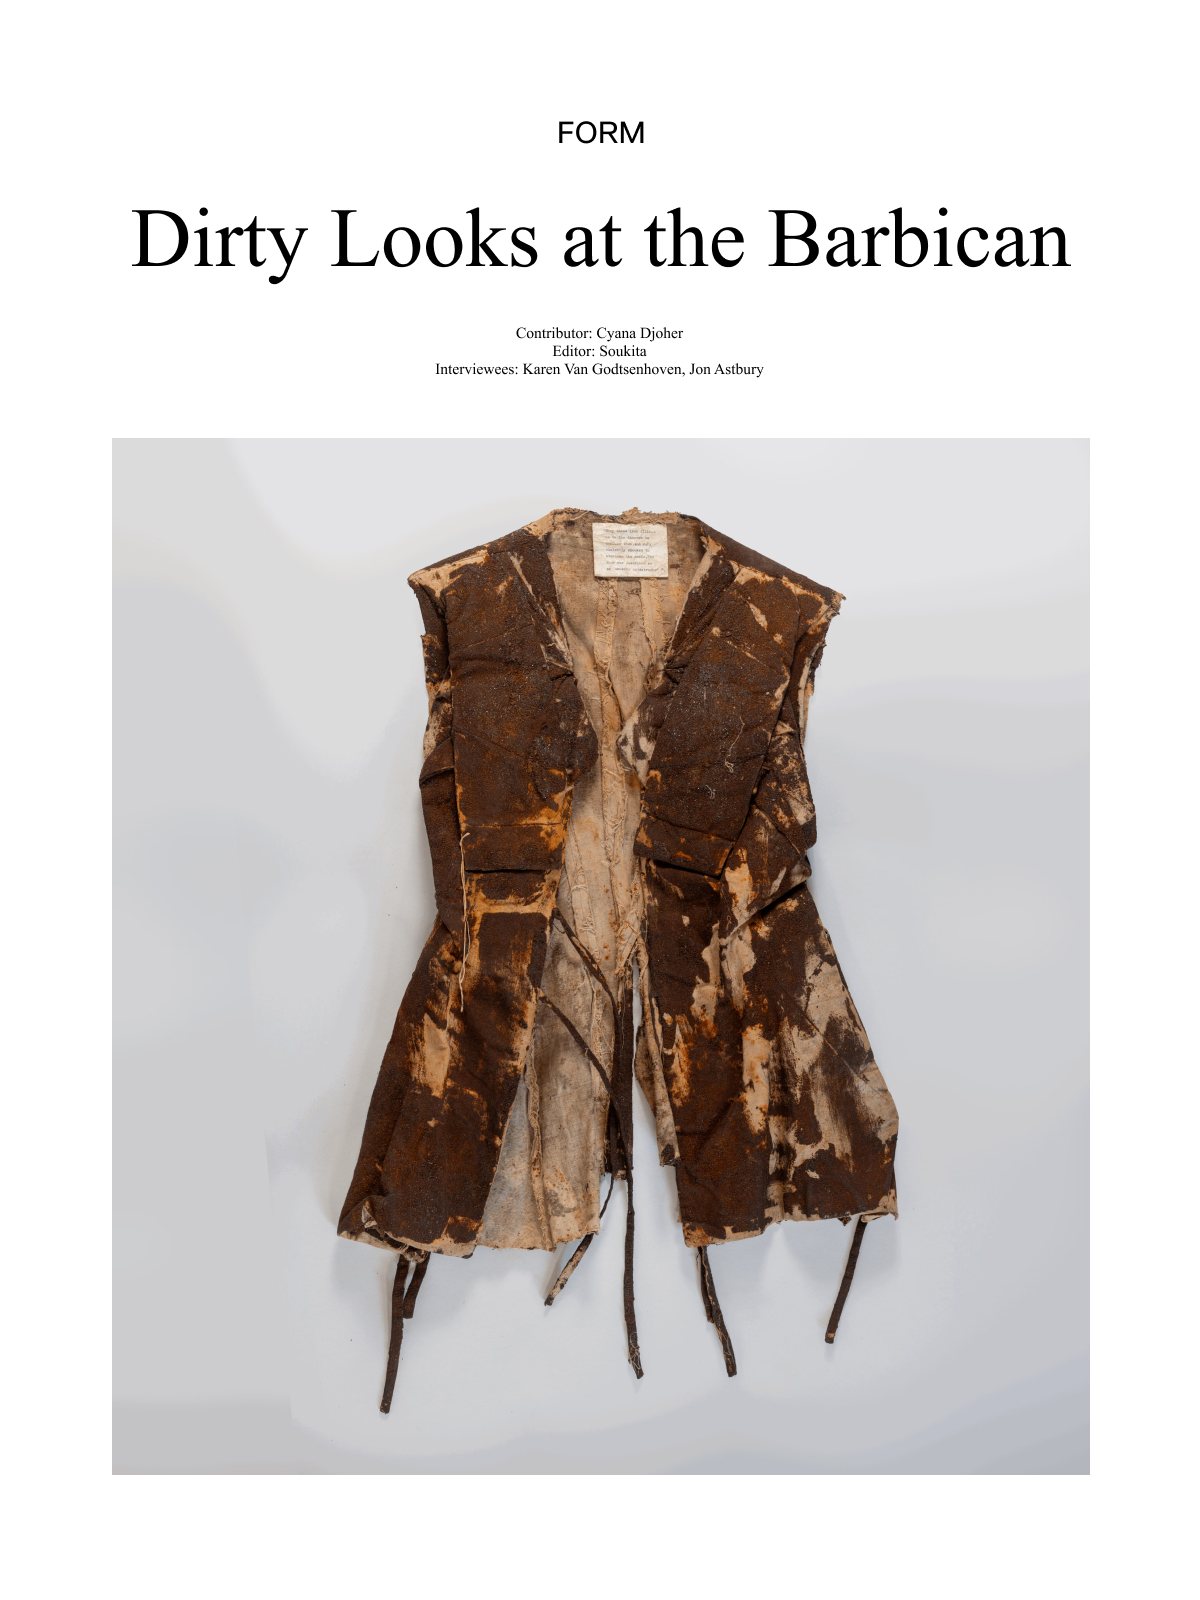 FORM
Dirty Looks at the Barbican
Contributor: Cyana Djoher
Editor: Soukita
Interviewees: Karen Van Godtsenhoven, Jon Astbury